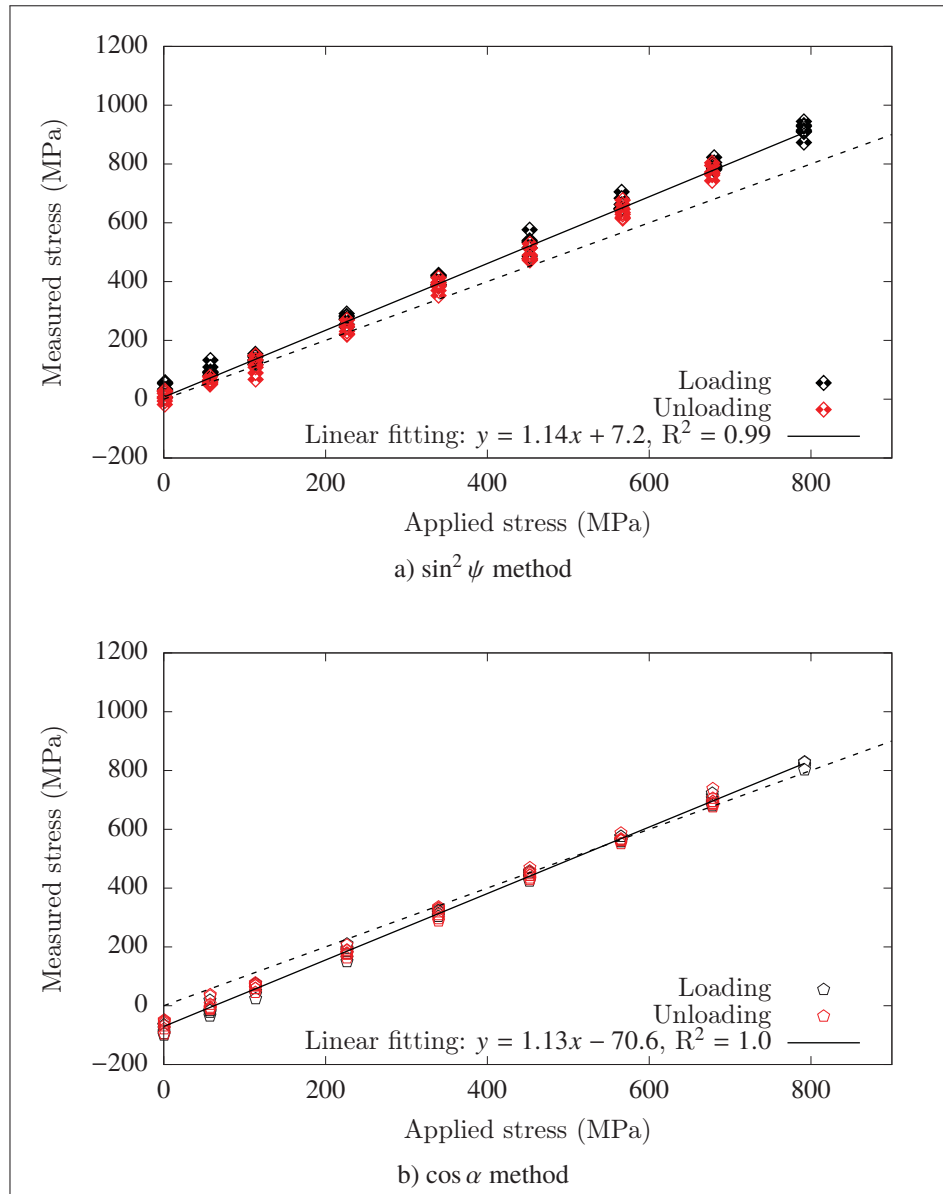 1200
1000
800
600
400
200
0
−200
Measured stress (MPa)
Loading
Unloading
Linear fitting: y = 1.14x + 7.2, R² = 0.99
0 200 400 600 800
Applied stress (MPa)
a) sin² ψ method
1200
1000
800
600
400
200
0
−200
Measured stress (MPa)
Loading
Unloading
Linear fitting: y = 1.13x − 70.6, R² = 1.0
0 200 400 600 800
Applied stress (MPa)
b) cos α method